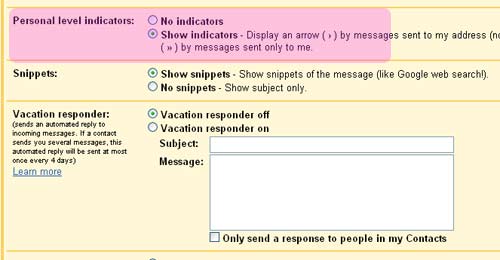 Personal level indicators:
No indicators
Show indicators - Display an arrow ( › ) by messages sent to my address
( » ) by messages sent only to me.
Snippets:
Show snippets - Show snippets of the message (like Google web search!).
No snippets - Show subject only.
Vacation responder:
(sends an automated reply to
incoming messages. If a contact
sends you several messages, this
automated reply will be sent at most
once every 4 days)
Learn more
Vacation responder off
Vacation responder on
Subject:
Message:
Only send a response to people in my Contacts